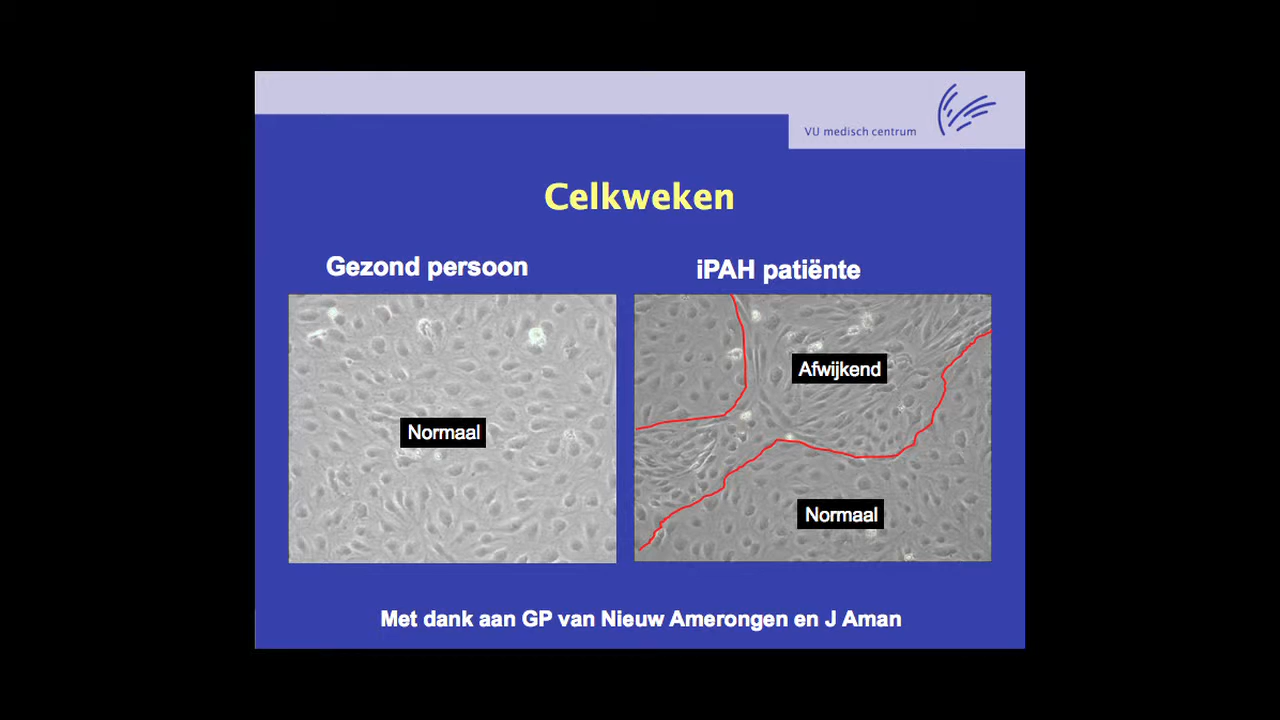 VU medisch centrum
Celkweken
Gezond persoon
iPAH patiënte
Normaal
Afwijkend
Normaal
Met dank aan GP van Nieuw Amerongen en J Aman